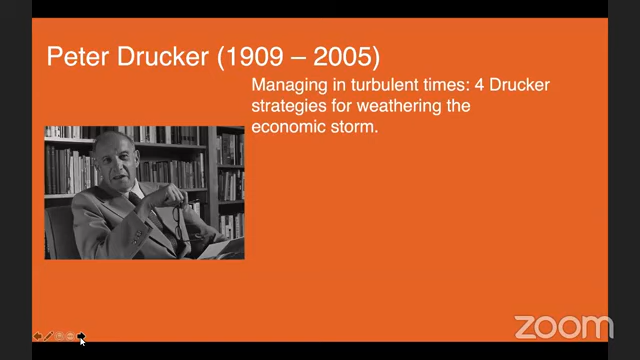 Peter Drucker (1909 – 2005)
Managing in turbulent times: 4 Drucker
strategies for weathering the
economic storm.
zoom